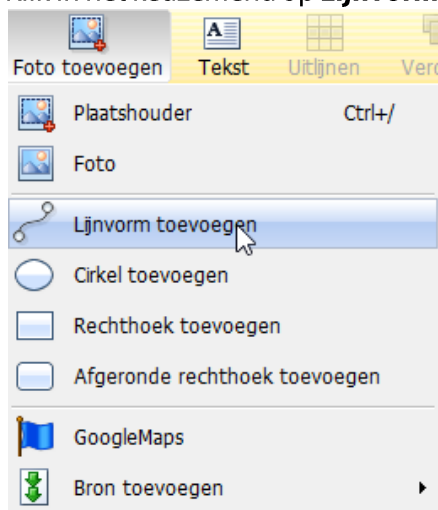 Foto toevoegen Tekst Uitlijnen
Plaatshouder Ctrl+/
Foto
Lijnvorm toevoegen
Cirkel toevoegen
Rechthoek toevoegen
Afgeronde rechthoek toevoegen
GoogleMaps
Bron toevoegen